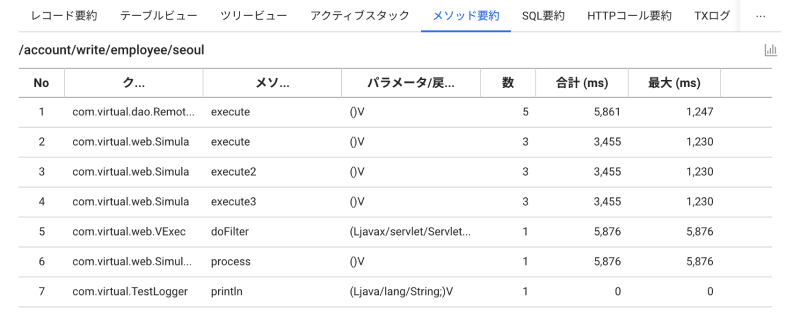 レコード要約 テーブルビュー ツリービュー アクティブスタック メソッド要約 SQL要約 HTTPコール要約 TXログ ...
/account/write/employee/seoul
No ク... メソ... パラメータ/戻... 数 合計 (ms) 最大 (ms)
1 com.virtual.dao.Remot... execute ()V 5 5,861 1,247
2 com.virtual.web.Simula execute ()V 3 3,455 1,230
3 com.virtual.web.Simula execute2 ()V 3 3,455 1,230
4 com.virtual.web.Simula execute3 ()V 3 3,455 1,230
5 com.virtual.web.VExec doFilter (Ljavax/servlet/Servlet... 1 5,876 5,876
6 com.virtual.web.Simul... process ()V 1 5,876 5,876
7 com.virtual.TestLogger println (Ljava/lang/String;)V 1 0 0